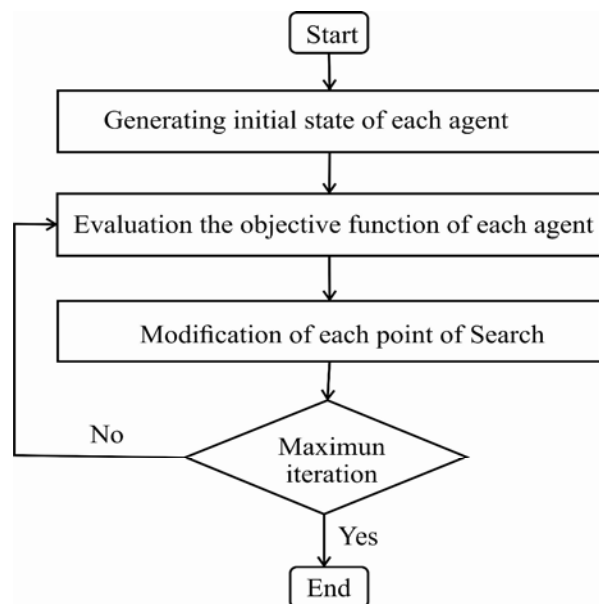 Start
Generating initial state of each agent
Evaluation the objective function of each agent
Modification of each point of Search
No
Maximun
iteration
Yes
End